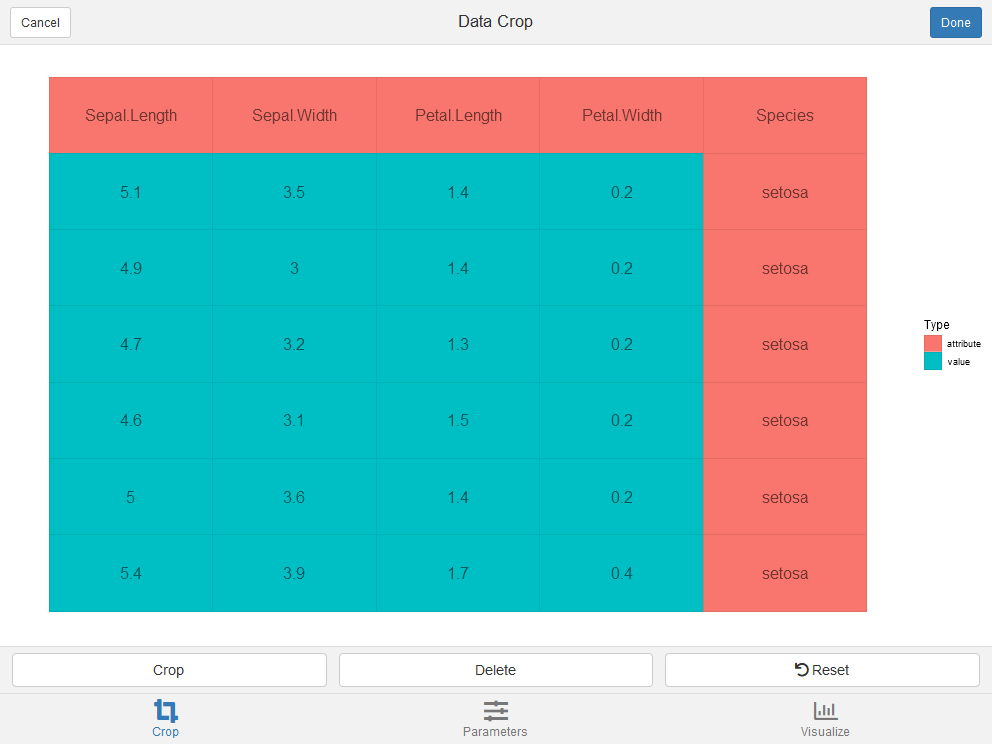 Cancel Data Crop Done
Sepal.Length Sepal.Width Petal.Length Petal.Width Species
5.1 3.5 1.4 0.2 setosa
4.9 3 1.4 0.2 setosa
4.7 3.2 1.3 0.2 setosa
4.6 3.1 1.5 0.2 setosa
5 3.6 1.4 0.2 setosa
5.4 3.9 1.7 0.4 setosa
Type
attribute
value
Crop Delete Reset
Crop Parameters Visualize